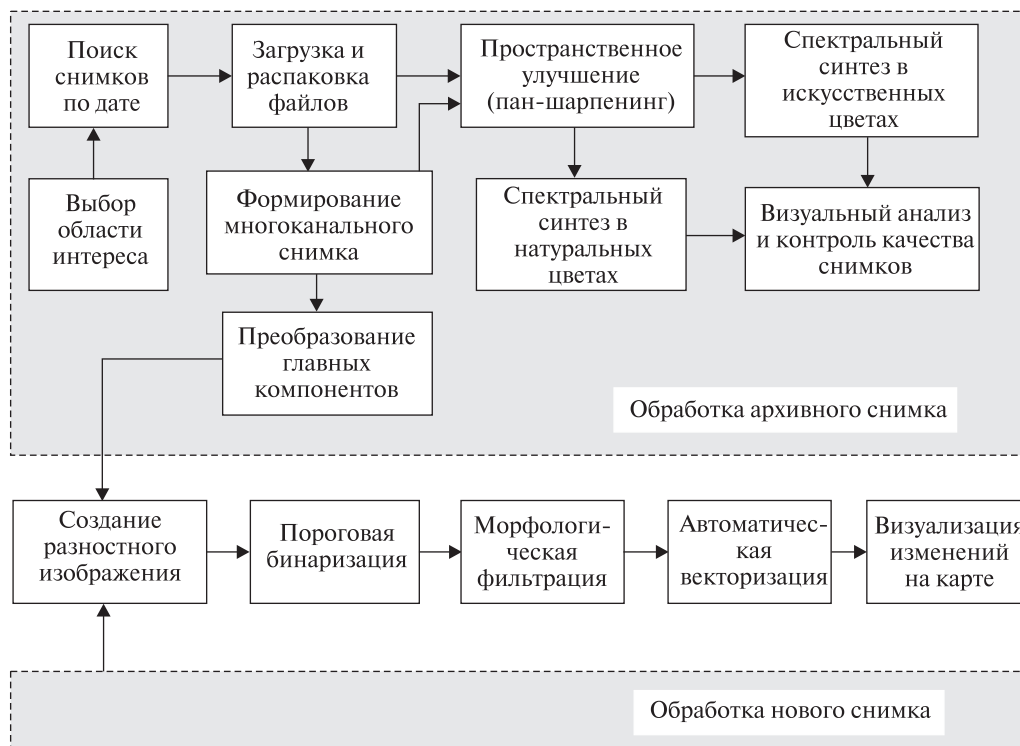 Поиск
снимков
по дате
Загрузка и
распаковка
файлов
Пространственное
улучшение
(пан-шарпенинг)
Спектральный
синтез в
искусственных
цветах
Выбор
области
интереса
Формирование
многоканального
снимка
Спектральный
синтез в
натуральных
цветах
Визуальный анализ
и контроль качества
снимков
Преобразование
главных
компонентов
Обработка архивного снимка
Создание
разностного
изображения
Пороговая
бинаризация
Морфологи-
ческая
фильтрация
Автоматичес-
кая
векторизация
Визуализация
изменений
на карте
Обработка нового снимка